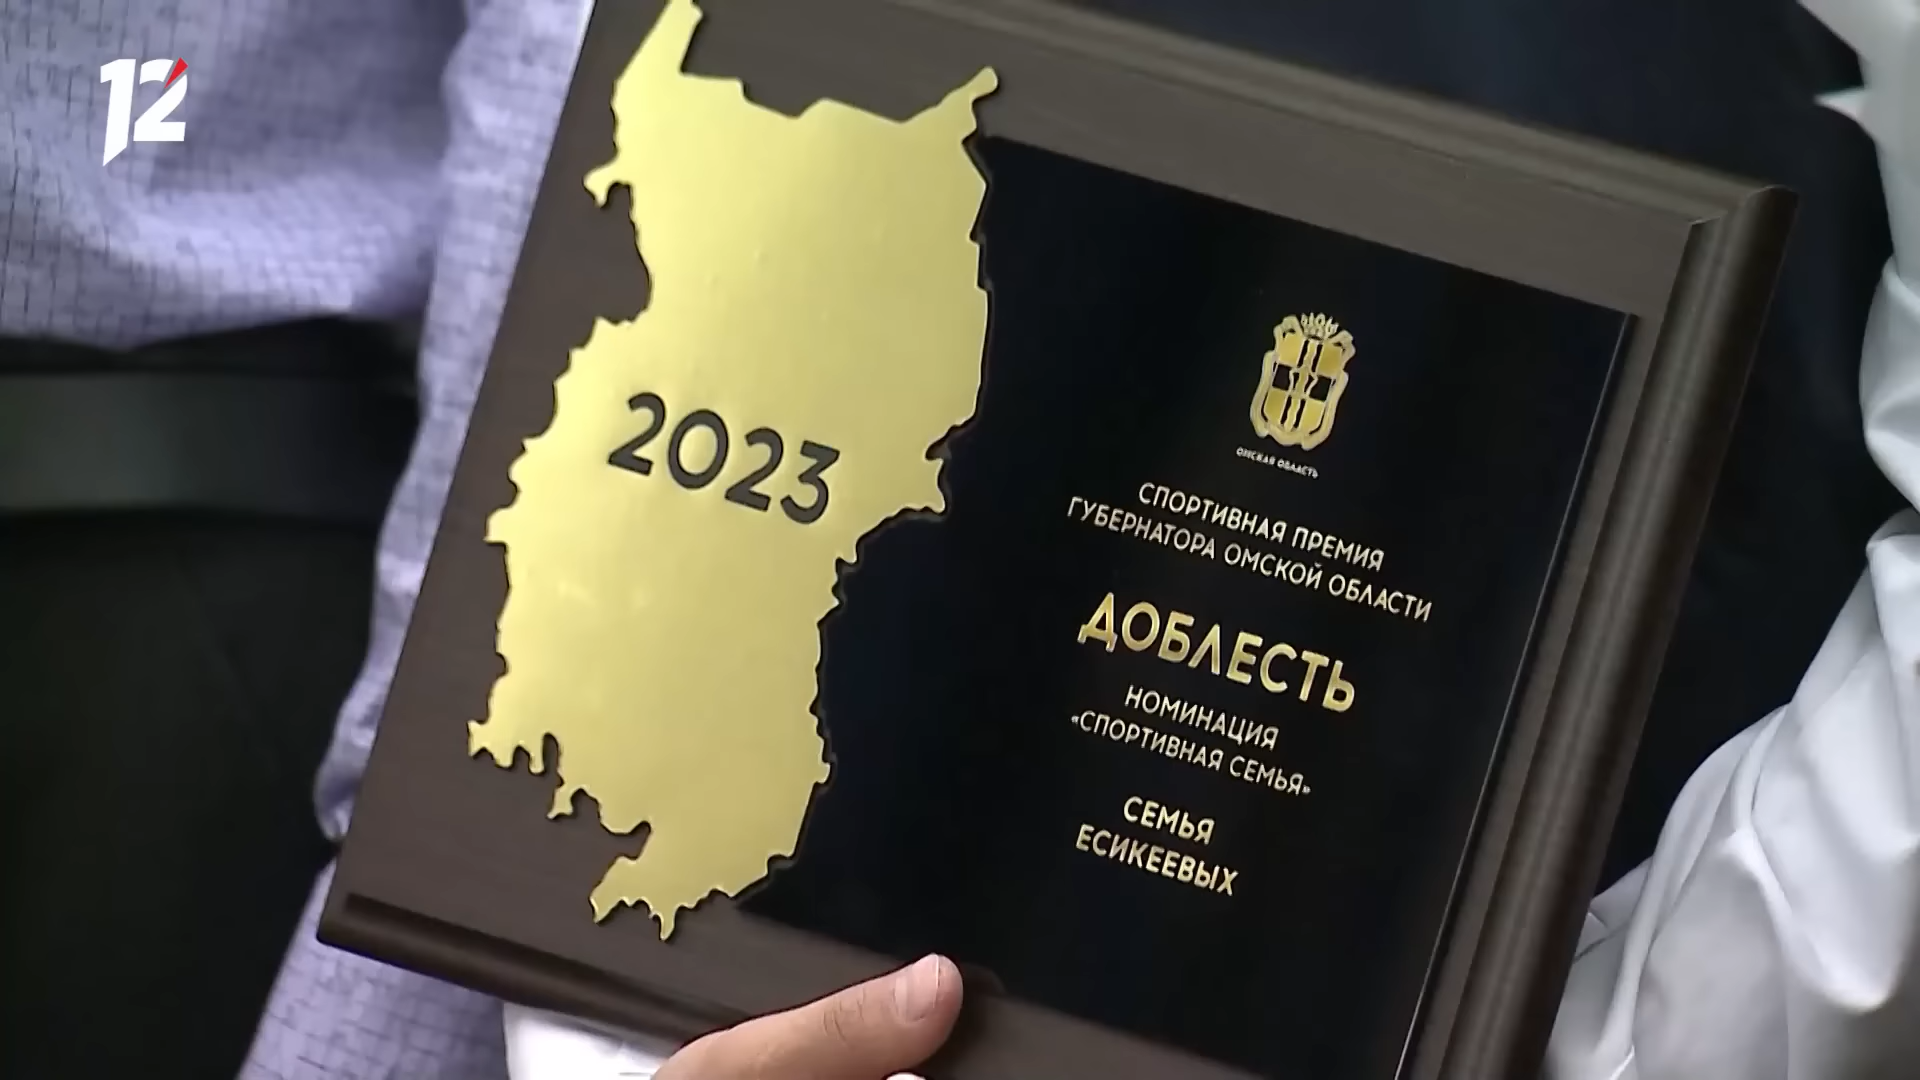 12
2023
ОМСКАЯ ОБЛАСТЬ
СПОРТИВНАЯ ПРЕМИЯ
ГУБЕРНАТОРА ОМСКОЙ ОБЛАСТИ
ДОБЛЕСТЬ
НОМИНАЦИЯ
«СПОРТИВНАЯ СЕМЬЯ»
СЕМЬЯ
ЕСИКЕЕВЫХ